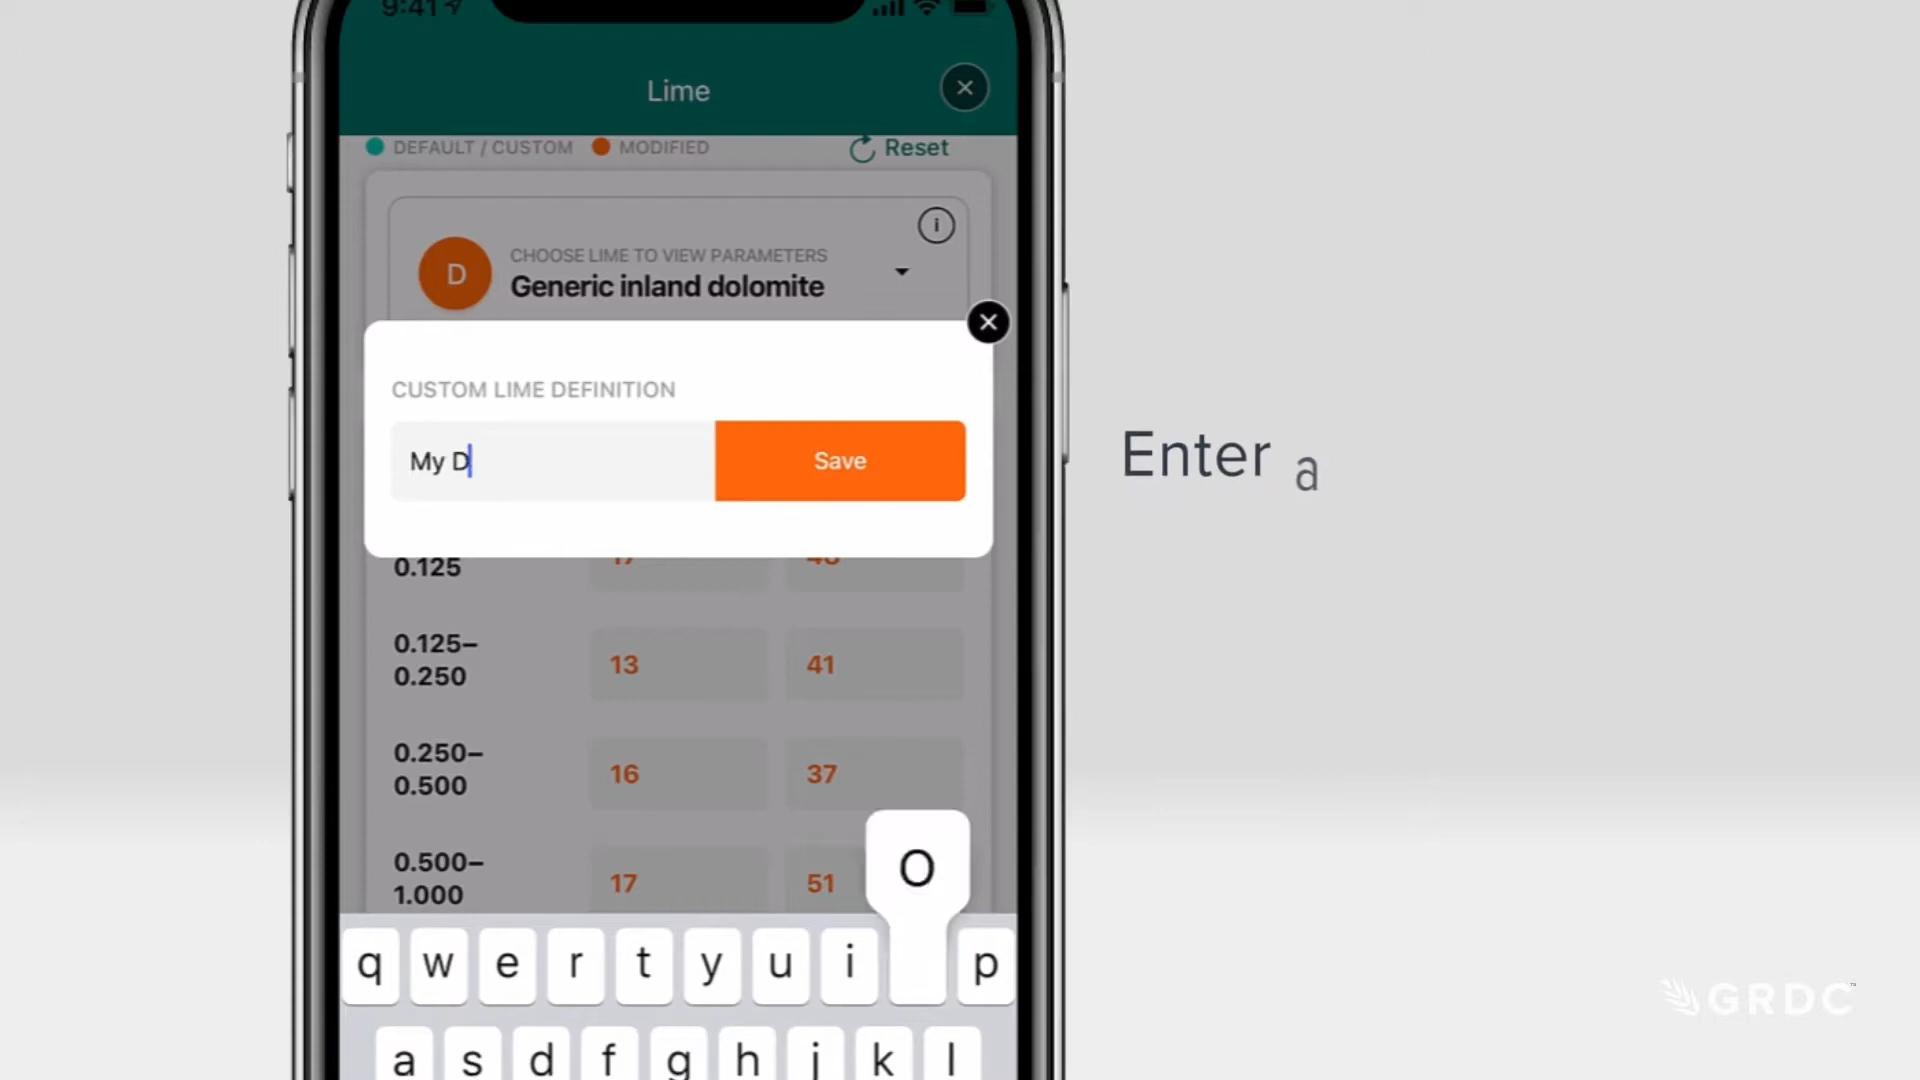 9:41
Lime
DEFAULT / CUSTOM MODIFIED Reset
CHOOSE LIME TO VIEW PARAMETERS
D Generic inland dolomite
i
CUSTOM LIME DEFINITION
My D Save
Enter a
0.125 17
0.125–
0.250 13 41
0.250–
0.500 16 37
0.500–
1.000 17 51
O
q w e r t y u i p
a s d f g h j k l
GRDC™